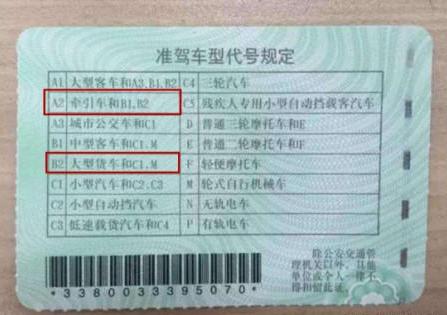 准驾车型代号规定
A1 大型客车和A3、B1、B2 C4 三轮汽车
A2 牵引车和B1、B2 C5 残疾人专用小型自动挡载客汽车
A3 城市公交车和C1 D 普通三轮摩托车和E
B1 中型客车和C1、M E 普通二轮摩托车和F
B2 大型货车和C1、M F 轻便摩托车
C1 小型汽车和C2、C3 M 轮式自行机械车
C2 小型自动挡汽车 N 无轨电车
C3 低速载货汽车和C4 P 有轨电车
除公安交通管
理机关以外，其他
单位或个人一律不
得扣留此证。
*3380033395070*